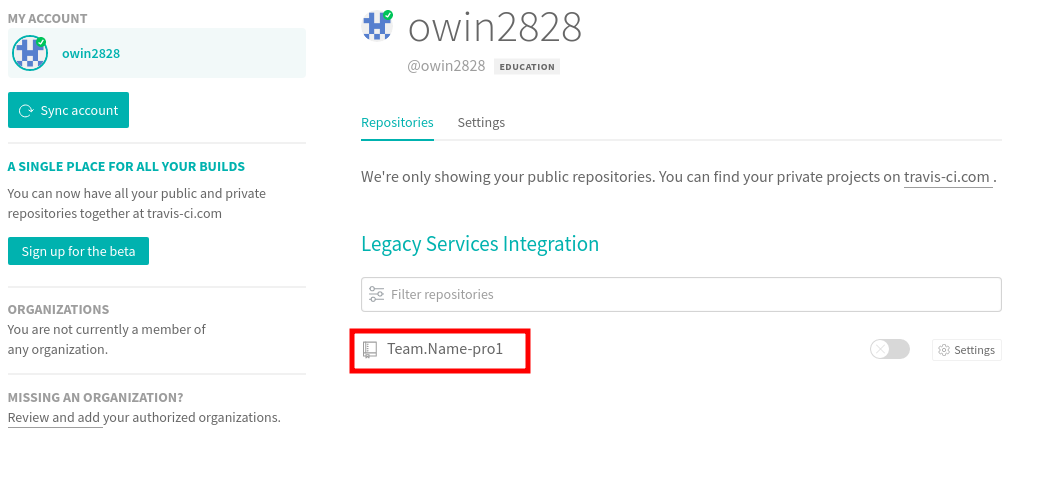 MY ACCOUNT
owin2828
Sync account
A SINGLE PLACE FOR ALL YOUR BUILDS
You can now have all your public and private
repositories together at travis-ci.com
Sign up for the beta
ORGANIZATIONS
You are not currently a member of
any organization.
MISSING AN ORGANIZATION?
Review and add your authorized organizations.
owin2828
@owin2828 EDUCATION
Repositories Settings
We're only showing your public repositories. You can find your private projects on travis-ci.com .
Legacy Services Integration
Filter repositories
Team.Name-pro1 Settings